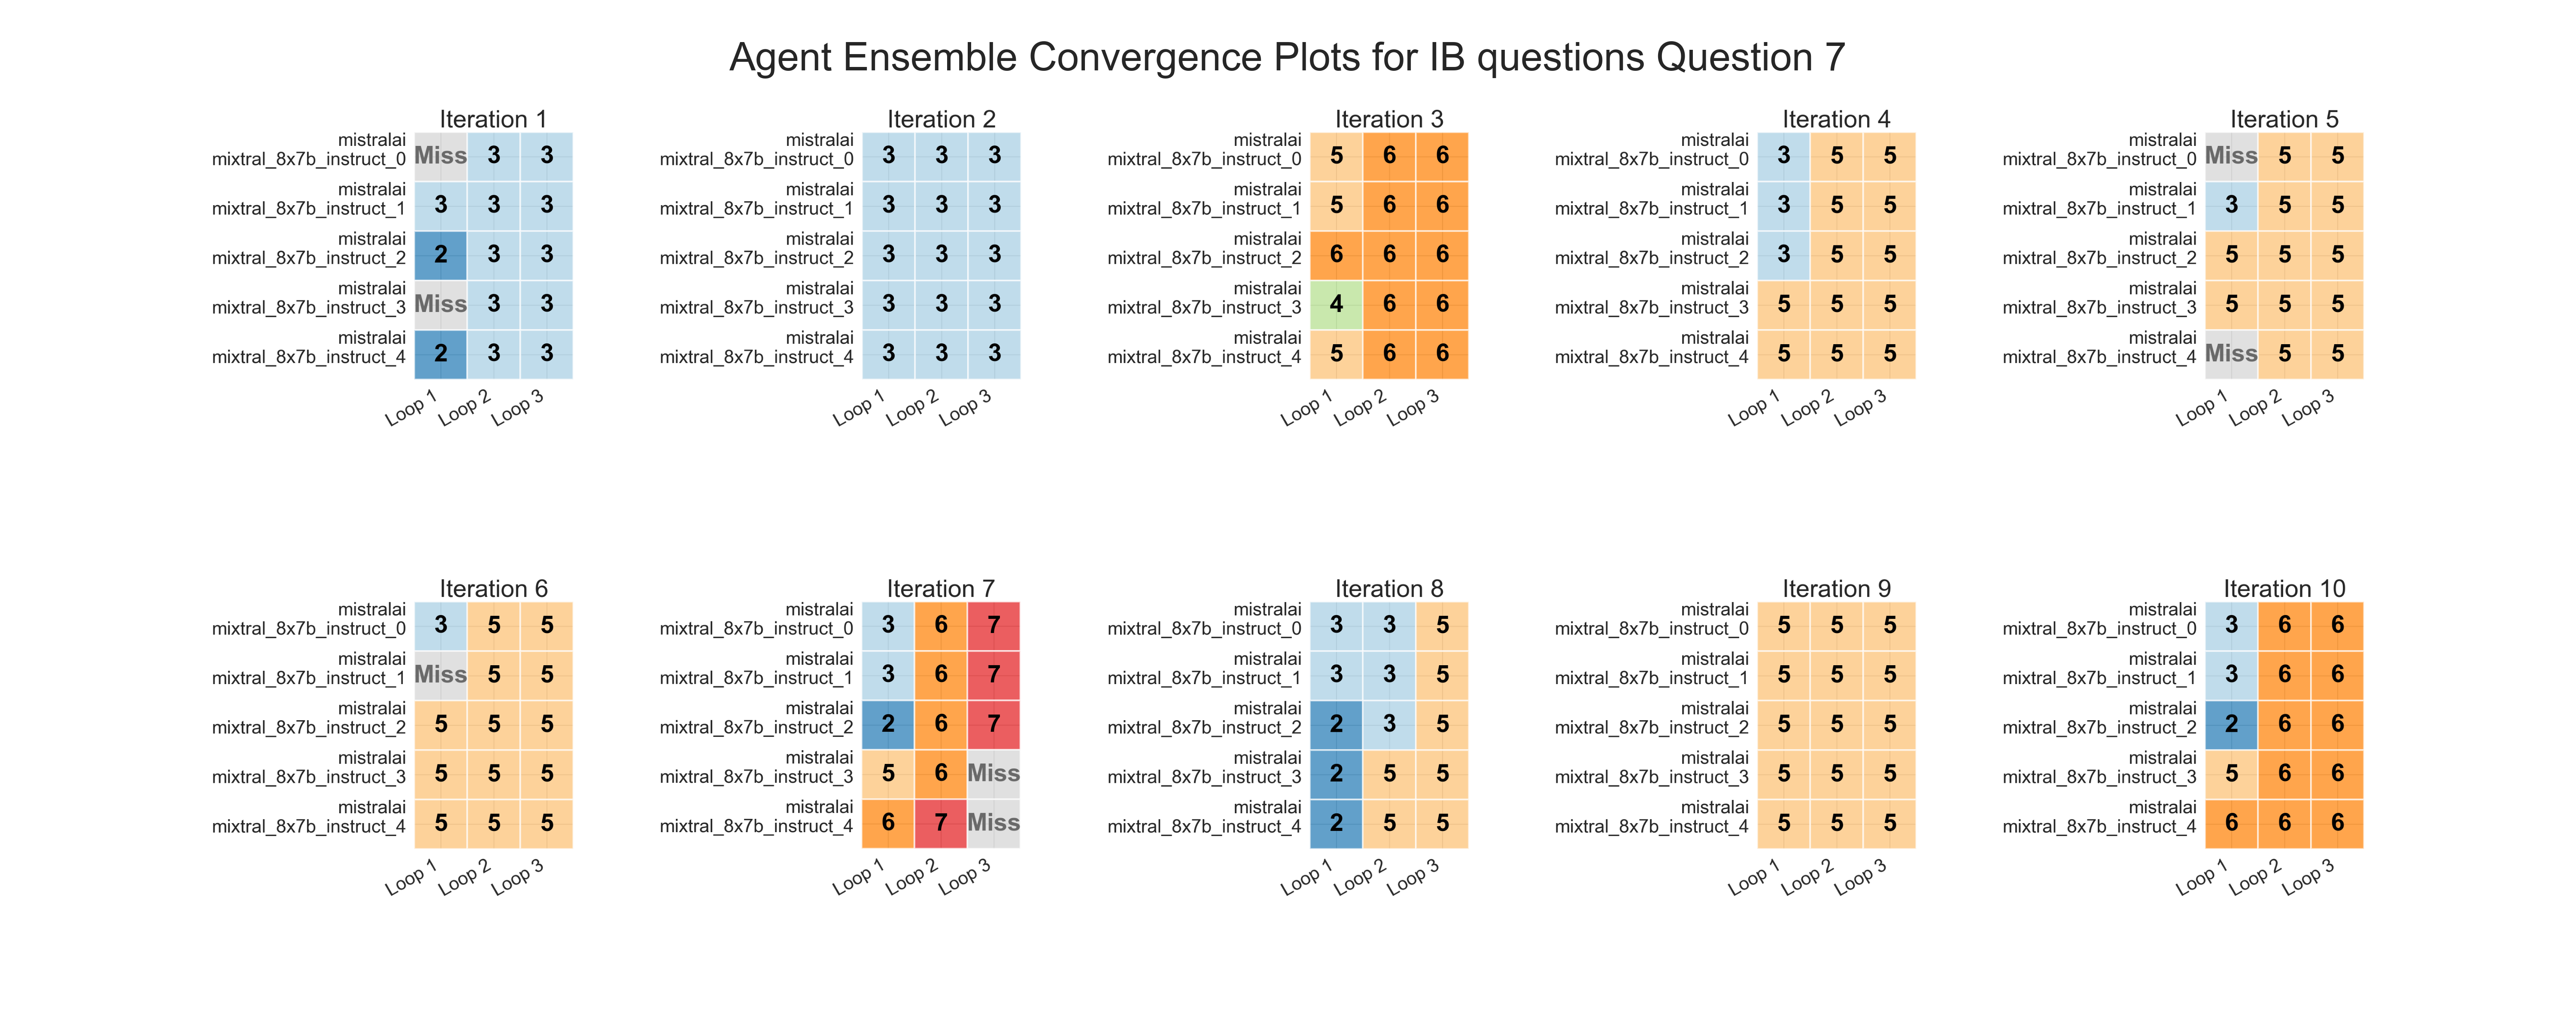 Agent Ensemble Convergence Plots for IB questions Question 7
Iteration 1
mistralai
mixtral_8x7b_instruct_0
Miss 3 3
mistralai
mixtral_8x7b_instruct_1
3 3 3
mistralai
mixtral_8x7b_instruct_2
2 3 3
mistralai
mixtral_8x7b_instruct_3
Miss 3 3
mistralai
mixtral_8x7b_instruct_4
2 3 3
Loop 1 Loop 2 Loop 3
Iteration 2
mistralai
mixtral_8x7b_instruct_0
3 3 3
mistralai
mixtral_8x7b_instruct_1
3 3 3
mistralai
mixtral_8x7b_instruct_2
3 3 3
mistralai
mixtral_8x7b_instruct_3
3 3 3
mistralai
mixtral_8x7b_instruct_4
3 3 3
Loop 1 Loop 2 Loop 3
Iteration 3
mistralai
mixtral_8x7b_instruct_0
5 6 6
mistralai
mixtral_8x7b_instruct_1
5 6 6
mistralai
mixtral_8x7b_instruct_2
6 6 6
mistralai
mixtral_8x7b_instruct_3
4 6 6
mistralai
mixtral_8x7b_instruct_4
5 6 6
Loop 1 Loop 2 Loop 3
Iteration 4
mistralai
mixtral_8x7b_instruct_0
3 5 5
mistralai
mixtral_8x7b_instruct_1
3 5 5
mistralai
mixtral_8x7b_instruct_2
3 5 5
mistralai
mixtral_8x7b_instruct_3
5 5 5
mistralai
mixtral_8x7b_instruct_4
5 5 5
Loop 1 Loop 2 Loop 3
Iteration 5
mistralai
mixtral_8x7b_instruct_0
Miss 5 5
mistralai
mixtral_8x7b_instruct_1
3 5 5
mistralai
mixtral_8x7b_instruct_2
5 5 5
mistralai
mixtral_8x7b_instruct_3
5 5 5
mistralai
mixtral_8x7b_instruct_4
Miss 5 5
Loop 1 Loop 2 Loop 3
Iteration 6
mistralai
mixtral_8x7b_instruct_0
3 5 5
mistralai
mixtral_8x7b_instruct_1
Miss 5 5
mistralai
mixtral_8x7b_instruct_2
5 5 5
mistralai
mixtral_8x7b_instruct_3
5 5 5
mistralai
mixtral_8x7b_instruct_4
5 5 5
Loop 1 Loop 2 Loop 3
Iteration 7
mistralai
mixtral_8x7b_instruct_0
3 6 7
mistralai
mixtral_8x7b_instruct_1
3 6 7
mistralai
mixtral_8x7b_instruct_2
2 6 7
mistralai
mixtral_8x7b_instruct_3
5 6 Miss
mistralai
mixtral_8x7b_instruct_4
6 7 Miss
Loop 1 Loop 2 Loop 3
Iteration 8
mistralai
mixtral_8x7b_instruct_0
3 3 5
mistralai
mixtral_8x7b_instruct_1
3 3 5
mistralai
mixtral_8x7b_instruct_2
2 3 5
mistralai
mixtral_8x7b_instruct_3
2 5 5
mistralai
mixtral_8x7b_instruct_4
2 5 5
Loop 1 Loop 2 Loop 3
Iteration 9
mistralai
mixtral_8x7b_instruct_0
5 5 5
mistralai
mixtral_8x7b_instruct_1
5 5 5
mistralai
mixtral_8x7b_instruct_2
5 5 5
mistralai
mixtral_8x7b_instruct_3
5 5 5
mistralai
mixtral_8x7b_instruct_4
5 5 5
Loop 1 Loop 2 Loop 3
Iteration 10
mistralai
mixtral_8x7b_instruct_0
3 6 6
mistralai
mixtral_8x7b_instruct_1
3 6 6
mistralai
mixtral_8x7b_instruct_2
2 6 6
mistralai
mixtral_8x7b_instruct_3
5 6 6
mistralai
mixtral_8x7b_instruct_4
6 6 6
Loop 1 Loop 2 Loop 3